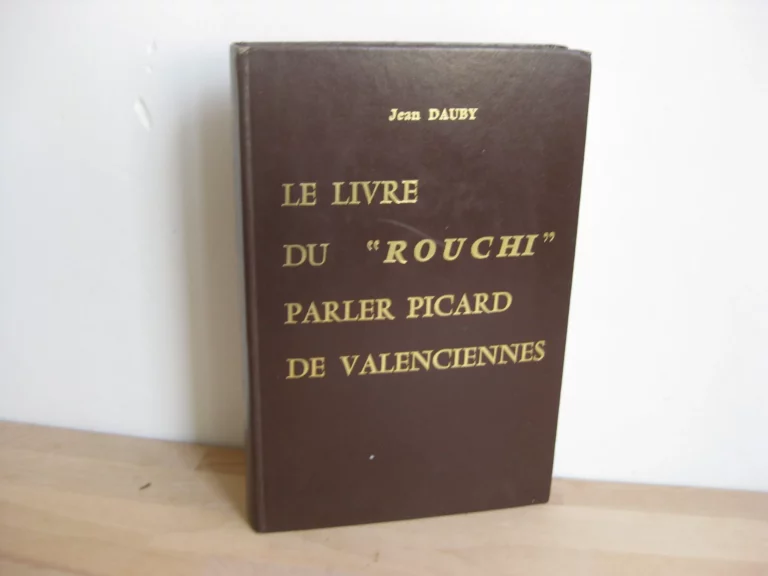 Jean DAUBY
LE LIVRE
DU “ROUCHI”
PARLER PICARD
DE VALENCIENNES